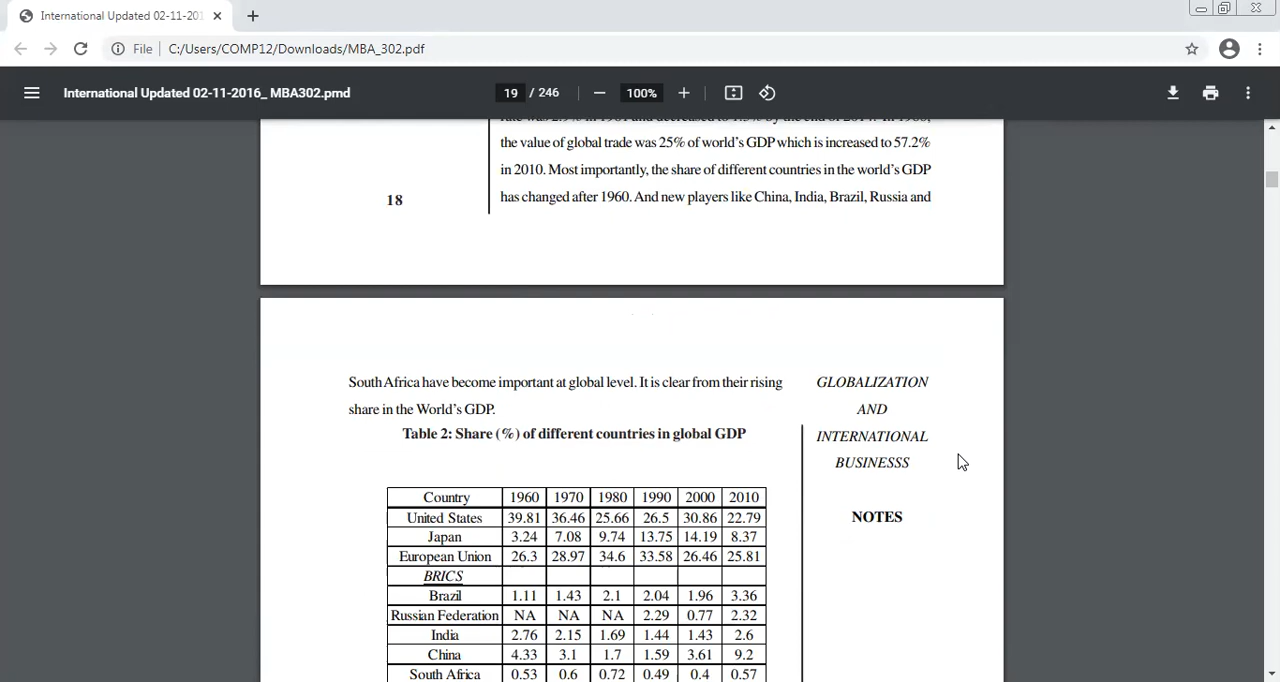 International Updated 02-11-201
File C:/Users/COMP12/Downloads/MBA_302.pdf
International Updated 02-11-2016_ MBA302.pmd
19 / 246
100%
the value of global trade was 25% of world's GDP which is increased to 57.2%
in 2010. Most importantly, the share of different countries in the world's GDP
has changed after 1960. And new players like China, India, Brazil, Russia and
18
South Africa have become important at global level. It is clear from their rising
share in the World's GDP.
GLOBALIZATION
AND
INTERNATIONAL
BUSINESSS
NOTES
Table 2: Share (%) of different countries in global GDP
Country 1960 1970 1980 1990 2000 2010
United States 39.81 36.46 25.66 26.5 30.86 22.79
Japan 3.24 7.08 9.74 13.75 14.19 8.37
European Union 26.3 28.97 34.6 33.58 26.46 25.81
BRICS
Brazil 1.11 1.43 2.1 2.04 1.96 3.36
Russian Federation NA NA NA 2.29 0.77 2.32
India 2.76 2.15 1.69 1.44 1.43 2.6
China 4.33 3.1 1.7 1.59 3.61 9.2
South Africa 0.53 0.6 0.72 0.49 0.4 0.57